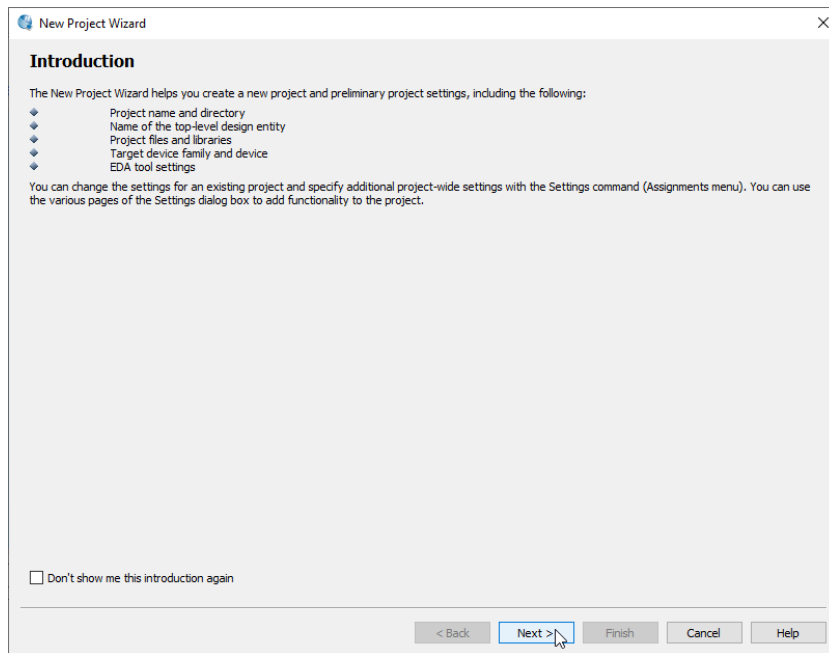 New Project Wizard
Introduction
The New Project Wizard helps you create a new project and preliminary project settings, including the following:
Project name and directory
Name of the top-level design entity
Project files and libraries
Target device family and device
EDA tool settings
You can change the settings for an existing project and specify additional project-wide settings with the Settings command (Assignments menu). You can use
the various pages of the Settings dialog box to add functionality to the project.
Don't show me this introduction again
< Back Next > Finish Cancel Help